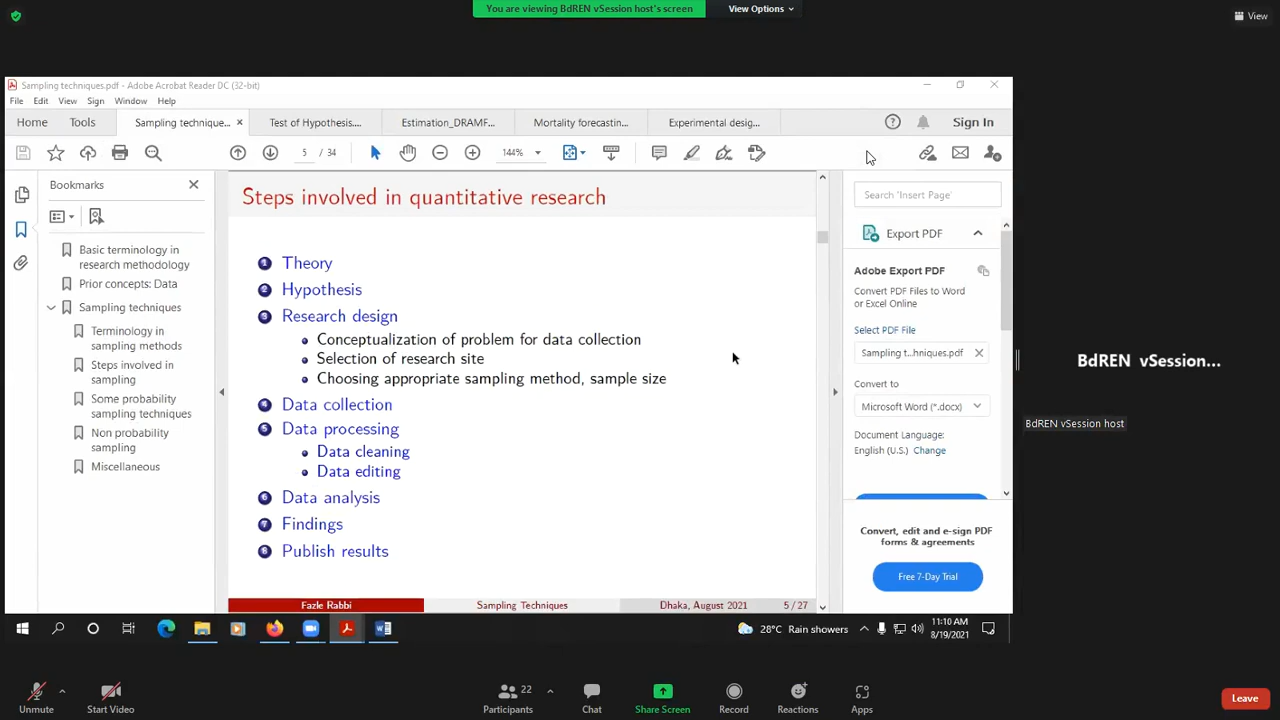 You are viewing BdREN vSession host's screen
View Options
View
Sampling techniques.pdf - Adobe Acrobat Reader DC (32-bit)
File Edit View Sign Window Help
Home Tools Sampling technique... × Test of Hypothesis.... Estimation_DRAMF... Mortality forecastin... Experimental desig... Sign In
5 / 34 144%
Bookmarks
Basic terminology in
research methodology
Prior concepts: Data
Sampling techniques
Terminology in
sampling methods
Steps involved in
sampling
Some probability
sampling techniques
Non probability
sampling
Miscellaneous
Steps involved in quantitative research
1 Theory
2 Hypothesis
3 Research design
• Conceptualization of problem for data collection
• Selection of research site
• Choosing appropriate sampling method, sample size
4 Data collection
5 Data processing
• Data cleaning
• Data editing
6 Data analysis
7 Findings
8 Publish results
Fazle Rabbi Sampling Techniques Dhaka, August 2021 5 / 27
Search 'Insert Page'
Export PDF
Adobe Export PDF
Convert PDF Files to Word
or Excel Online
Select PDF File
Sampling t...hniques.pdf ×
Convert to
Microsoft Word (*.docx)
Document Language:
English (U.S.) Change
Convert, edit and e-sign PDF
forms & agreements
Free 7-Day Trial
BdREN vSession...
BdREN vSession host
28°C Rain showers
11:10 AM
8/19/2021
Unmute
Start Video
22
Participants
Chat
Share Screen
Record
Reactions
Apps
Leave